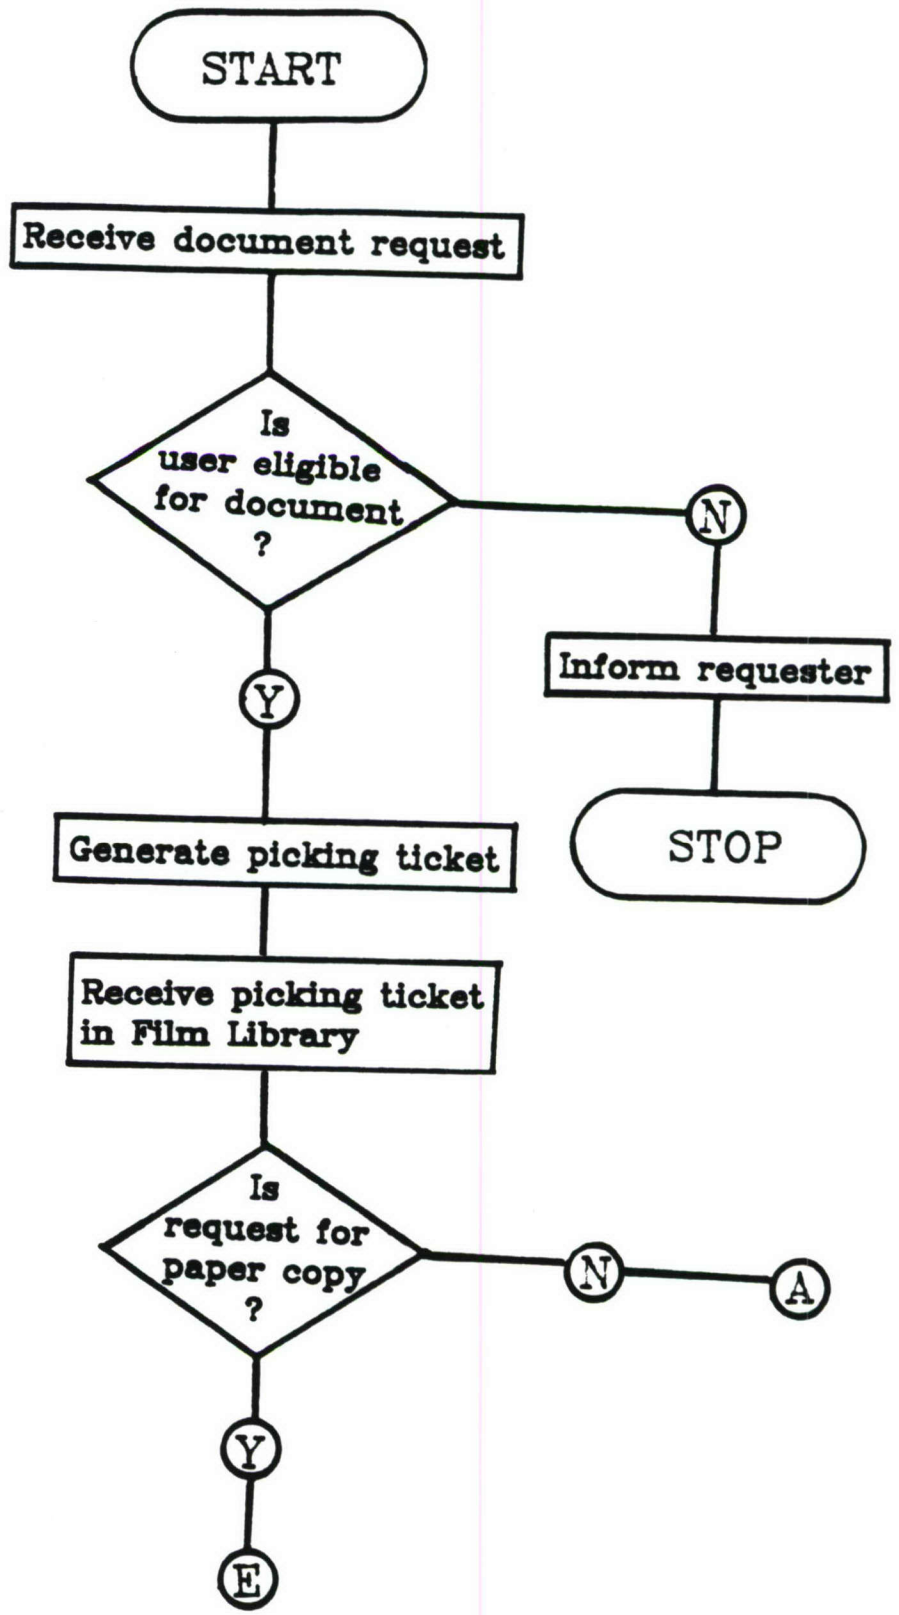 START
Receive document request
Is
user eligible
for document
?
N
Inform requester
STOP
Y
Generate picking ticket
Receive picking ticket
in Film Library
Is
request for
paper copy
?
N
A
Y
E